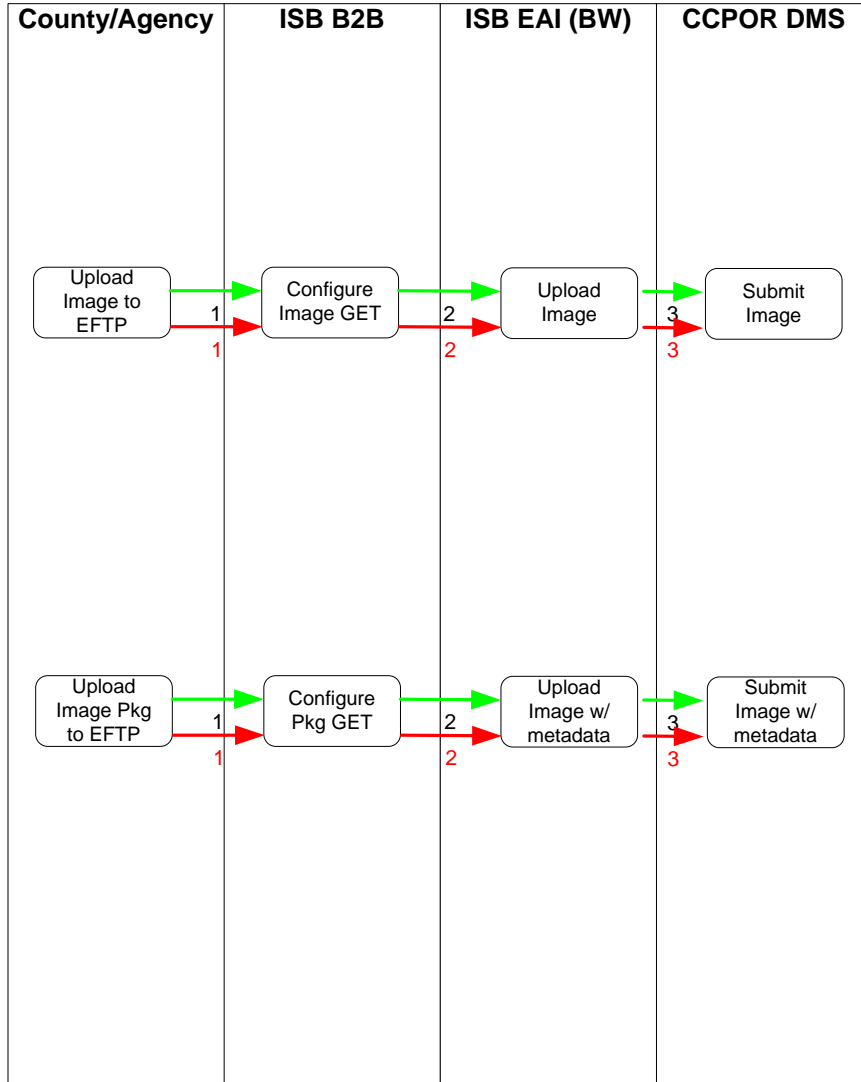 County/Agency
ISB B2B
ISB EAI (BW)
CCPOR DMS
Upload
Image to
EFTP
1
1
Configure
Image GET
2
2
Upload
Image
3
3
Submit
Image
Upload
Image Pkg
to EFTP
1
1
Configure
Pkg GET
2
2
Upload
Image w/
metadata
3
3
Submit
Image w/
metadata